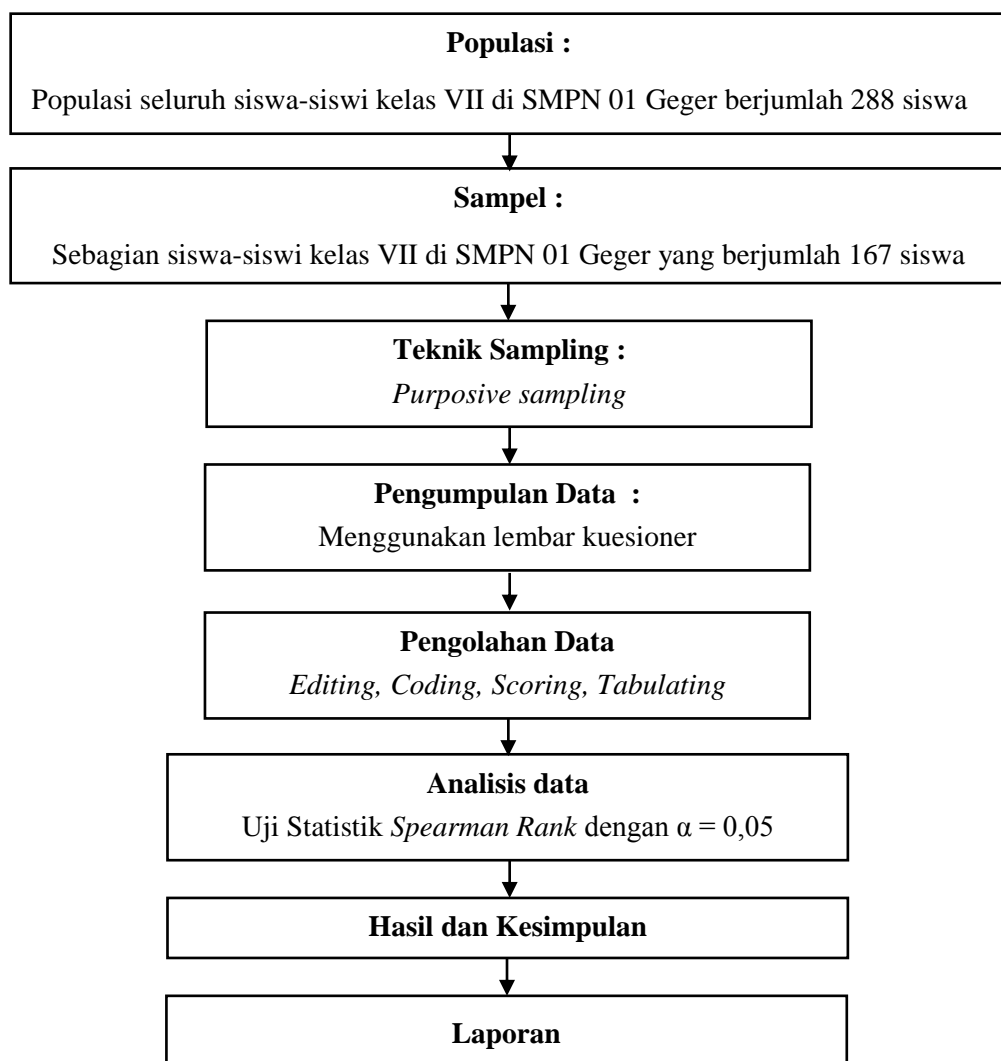 Populasi :
Populasi seluruh siswa-siswi kelas VII di SMPN 01 Geger berjumlah 288 siswa
Sampel :
Sebagian siswa-siswi kelas VII di SMPN 01 Geger yang berjumlah 167 siswa
Teknik Sampling :
Purposive sampling
Pengumpulan Data :
Menggunakan lembar kuesioner
Pengolahan Data
Editing, Coding, Scoring, Tabulating
Analisis data
Uji Statistik Spearman Rank dengan α = 0,05
Hasil dan Kesimpulan
Laporan